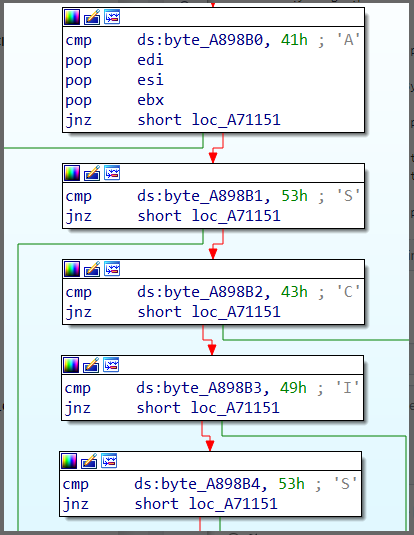 cmp ds:byte_A898B0, 41h ; 'A'
pop edi
pop esi
pop ebx
jnz short loc_A71151
cmp ds:byte_A898B1, 53h ; 'S'
jnz short loc_A71151
cmp ds:byte_A898B2, 43h ; 'C'
jnz short loc_A71151
cmp ds:byte_A898B3, 49h ; 'I'
jnz short loc_A71151
cmp ds:byte_A898B4, 53h ; 'S'
jnz short loc_A71151